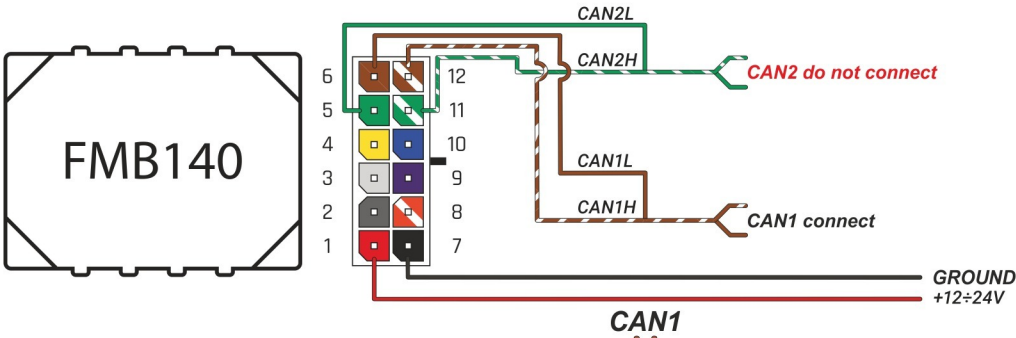 CAN2L
CAN2H
CAN2 do not connect
6 12
5 11
4 10
FMB140
3 9
2 8
1 7
CAN1L
CAN1H
CAN1 connect
GROUND
+12÷24V
CAN1